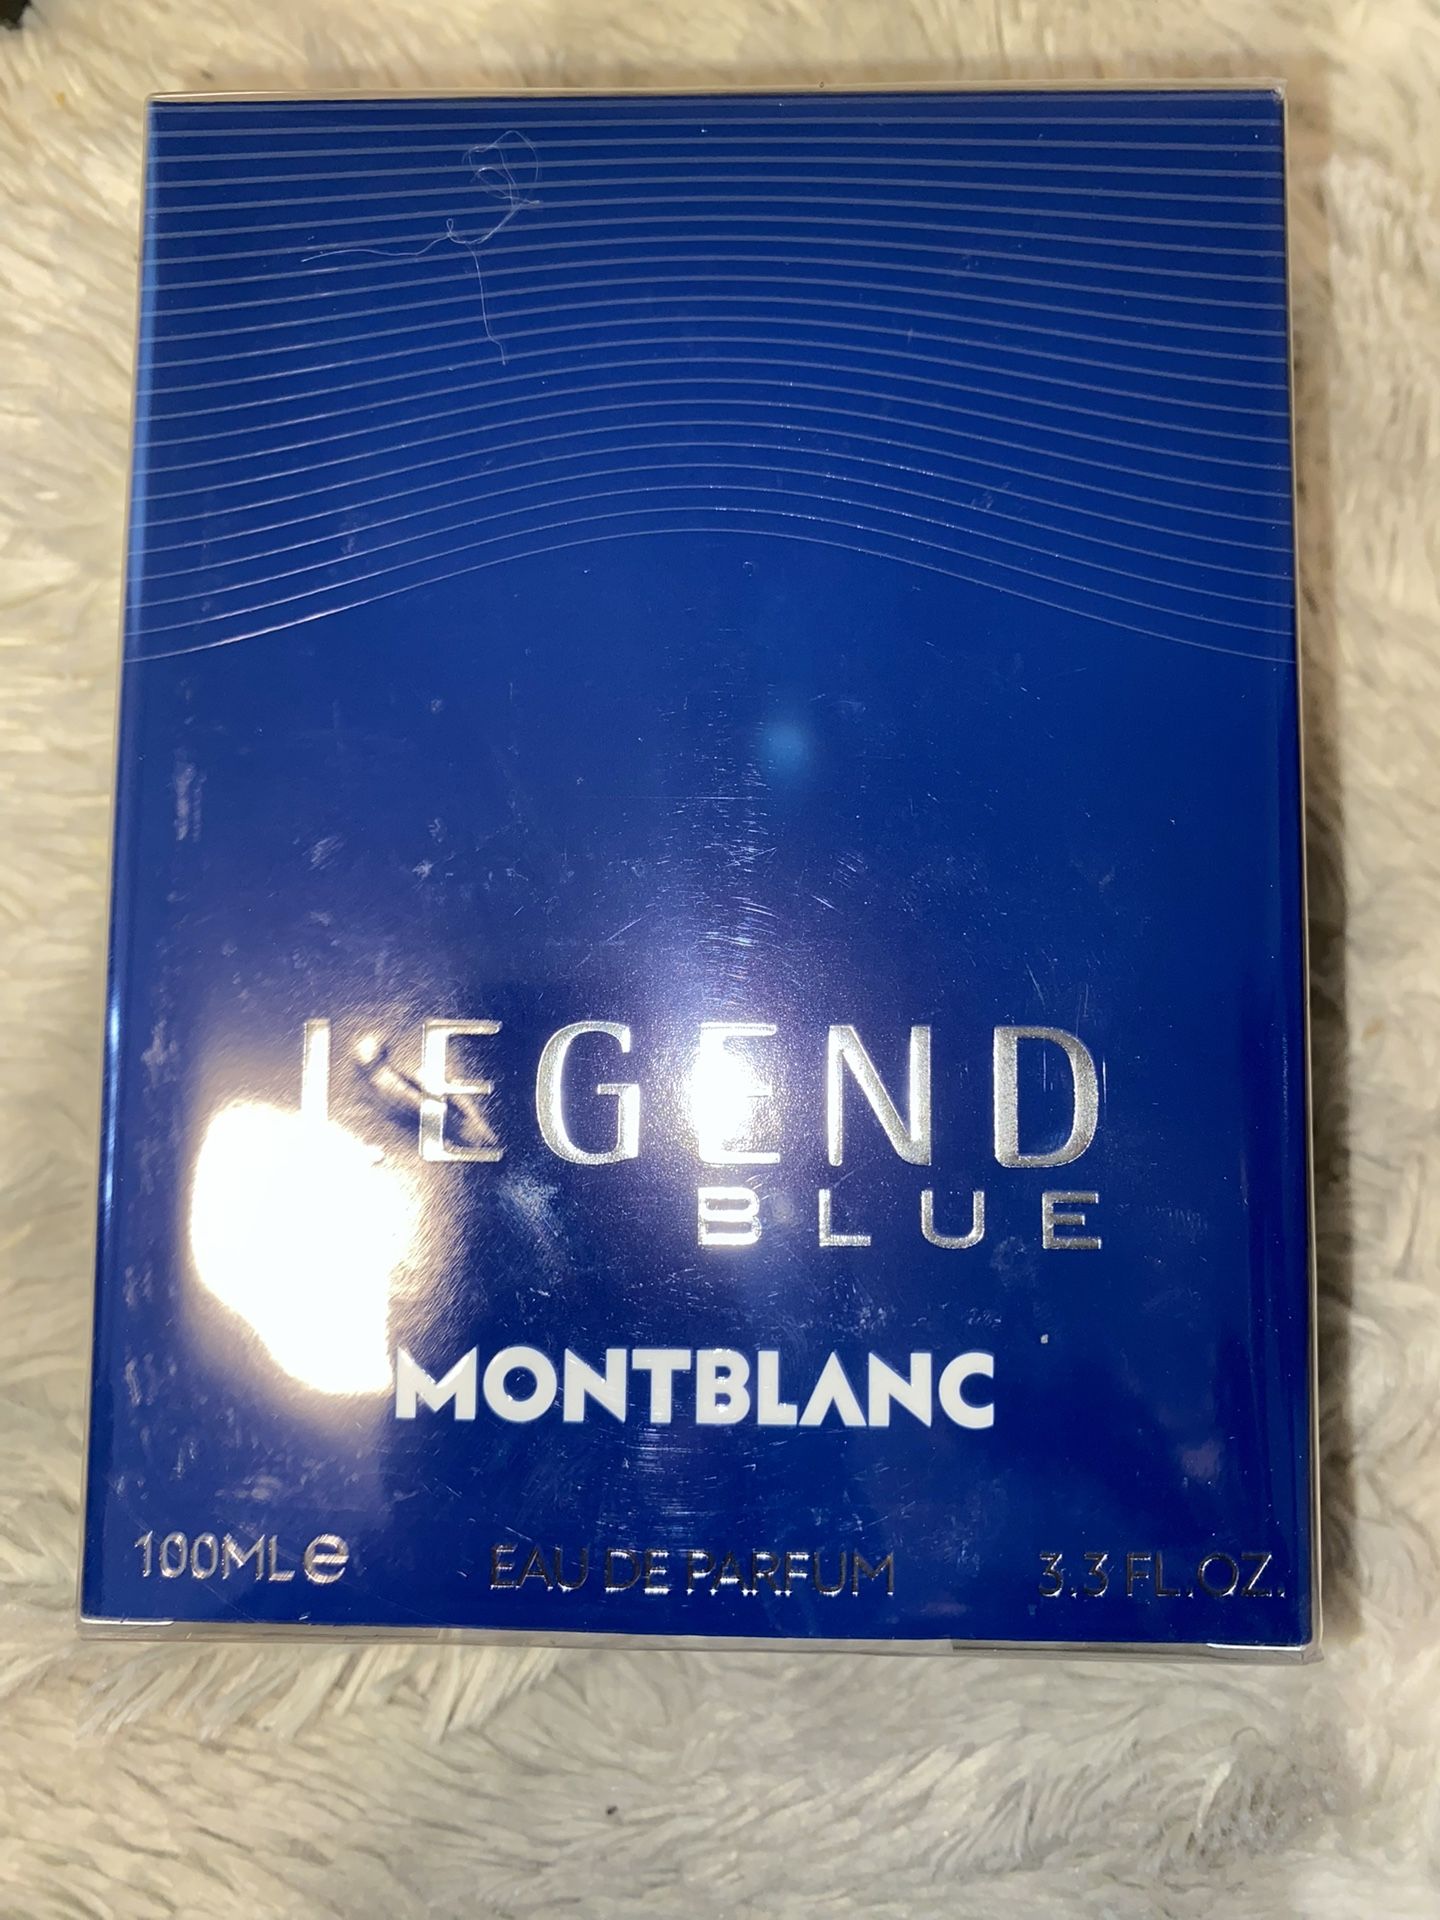 LEGEND
BLUE
MONTBLANC
100ML℮ EAU DE PARFUM 3.3 FL.OZ.